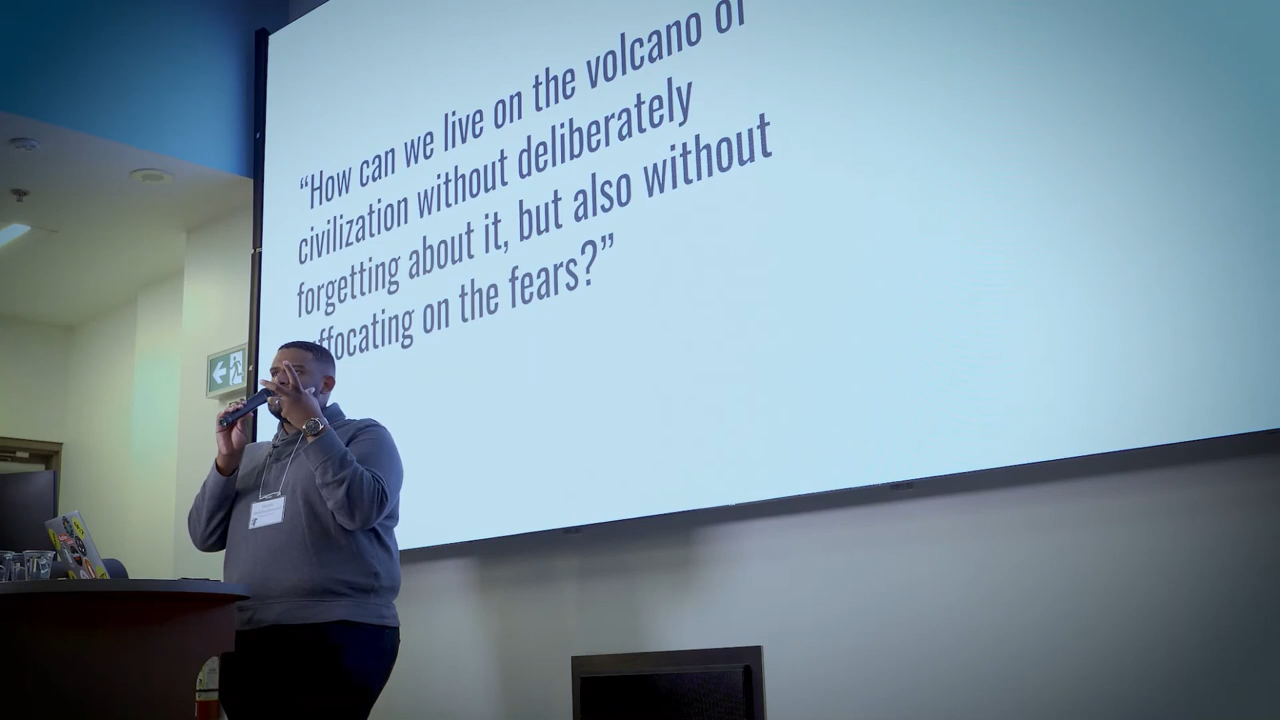 “How can we live on the volcano of
civilization without deliberately
forgetting about it, but also without
suffocating on the fears?”